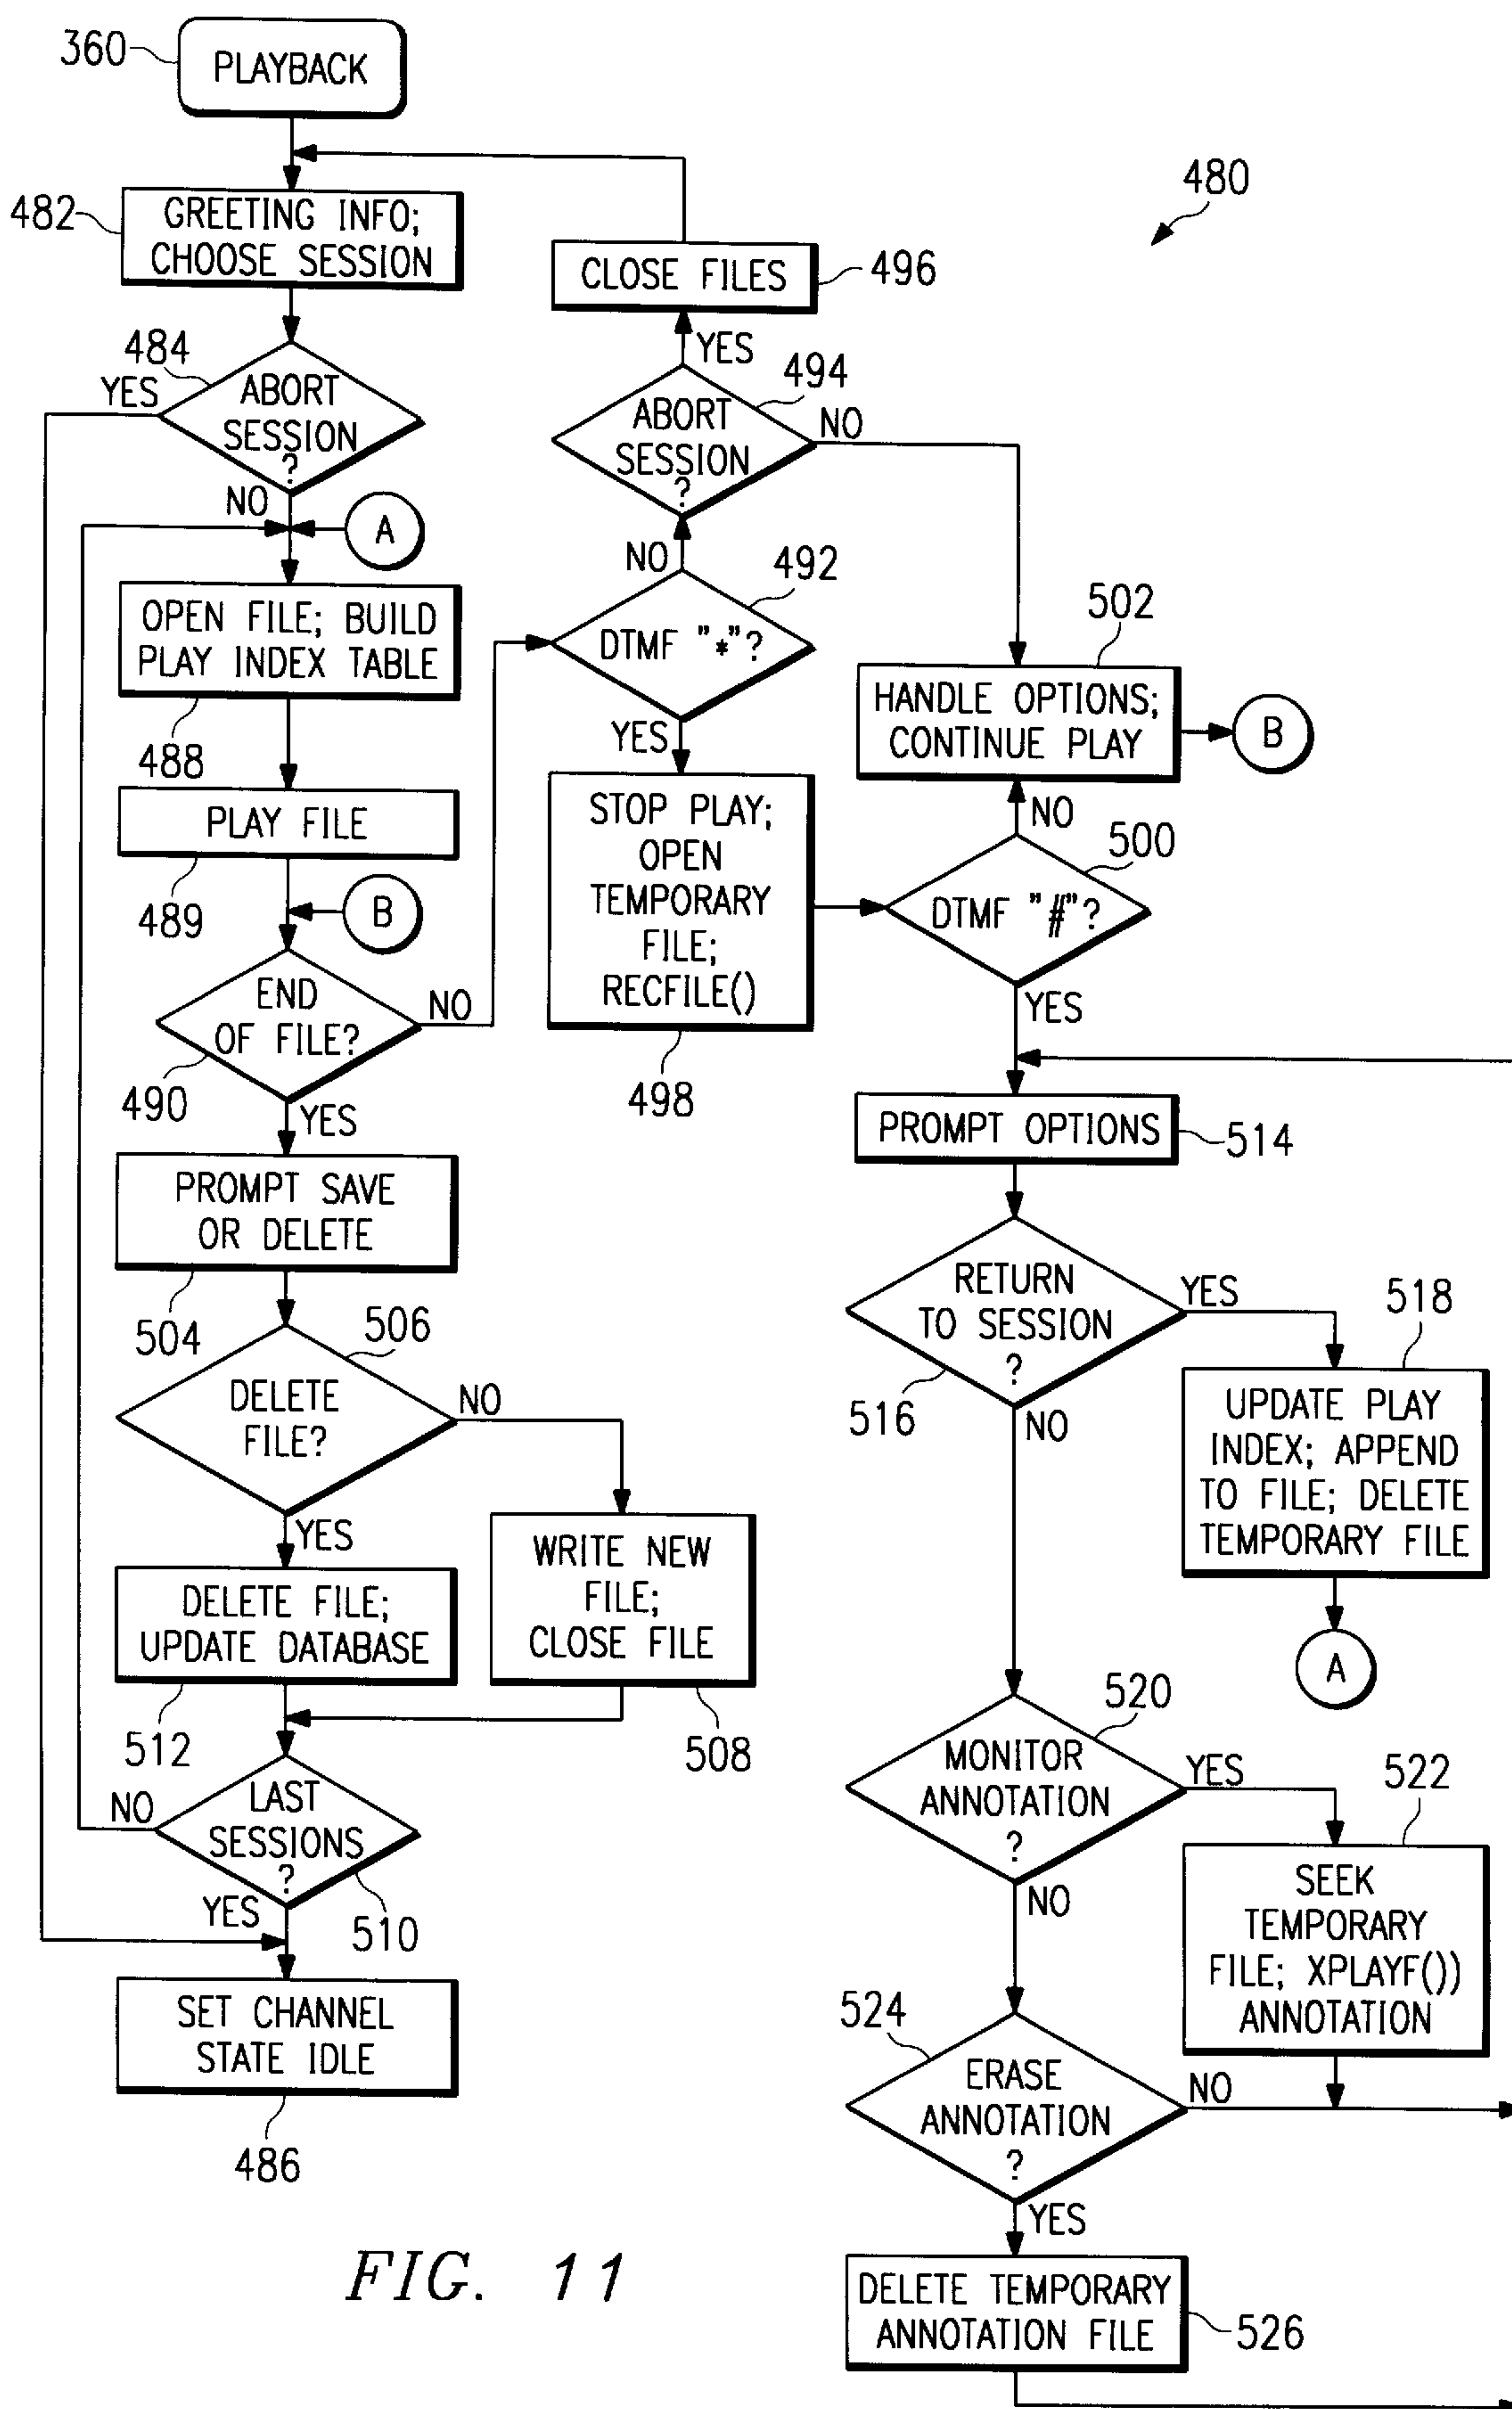 360
PLAYBACK
480
482
GREETING INFO;
CHOOSE SESSION
CLOSE FILES
496
484
YES
ABORT
SESSION
?
NO
A
YES
494
ABORT
SESSION
?
NO
NO
492
DTMF "*"?
YES
OPEN FILE; BUILD
PLAY INDEX TABLE
488
PLAY FILE
489
B
END
OF FILE?
NO
490
YES
502
HANDLE OPTIONS;
CONTINUE PLAY
B
STOP PLAY;
OPEN
TEMPORARY
FILE;
RECFILE()
498
NO
500
DTMF "#"?
YES
PROMPT OPTIONS
514
PROMPT SAVE
OR DELETE
504
506
DELETE
FILE?
NO
YES
RETURN
TO SESSION
?
YES
516
NO
518
UPDATE PLAY
INDEX; APPEND
TO FILE; DELETE
TEMPORARY FILE
A
DELETE FILE;
UPDATE DATABASE
512
WRITE NEW
FILE;
CLOSE FILE
508
NO
LAST
SESSIONS
?
YES
510
SET CHANNEL
STATE IDLE
486
520
MONITOR
ANNOTATION
?
YES
NO
522
SEEK
TEMPORARY
FILE; XPLAYF())
ANNOTATION
524
ERASE
ANNOTATION
?
NO
YES
DELETE TEMPORARY
ANNOTATION FILE
526
FIG. 11